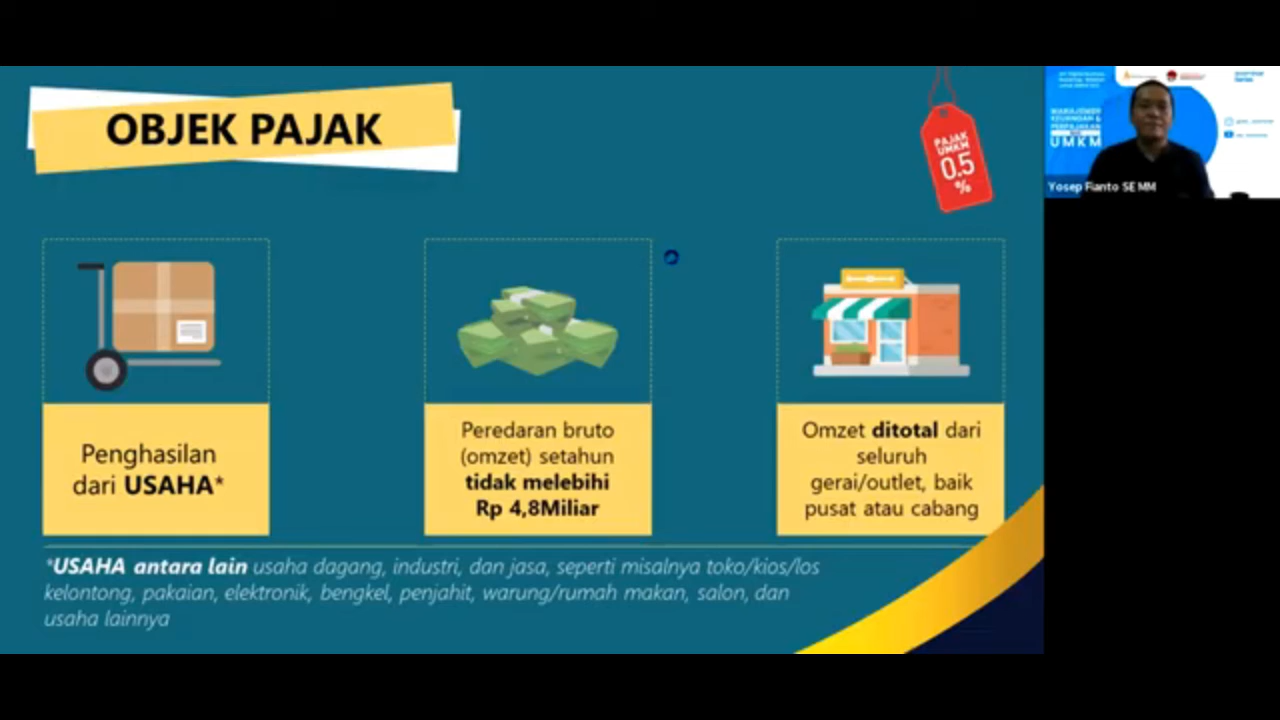 OBJEK PAJAK
PAJAK
UMKM
0.5
%
Penghasilan
dari USAHA*
Peredaran bruto
(omzet) setahun
tidak melebihi
Rp 4,8Miliar
Omzet ditotal dari
seluruh
gerai/outlet, baik
pusat atau cabang
*USAHA antara lain usaha dagang, industri, dan jasa, seperti misalnya toko/kios/los
kelontong, pakaian, elektronik, bengkel, penjahit, warung/rumah makan, salon, dan
usaha lainnya
MANAJEMEN
KEUANGAN &
PERPAJAKAN
UMKM
Yosep Fianto SE MM